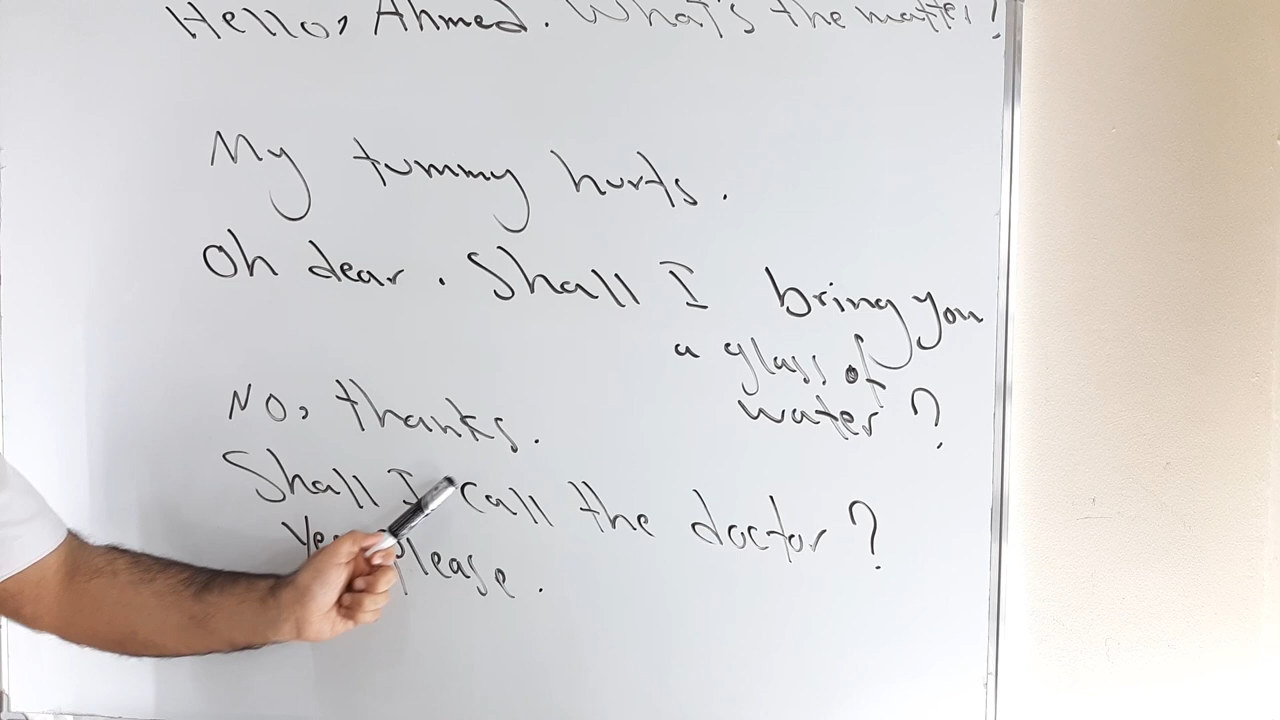 Hello, Ahmed. What's the matter?
My tummy hurts.
Oh dear. Shall I bring you
a glass of
water?
No, thanks.
Shall I call the doctor?
Yes please.